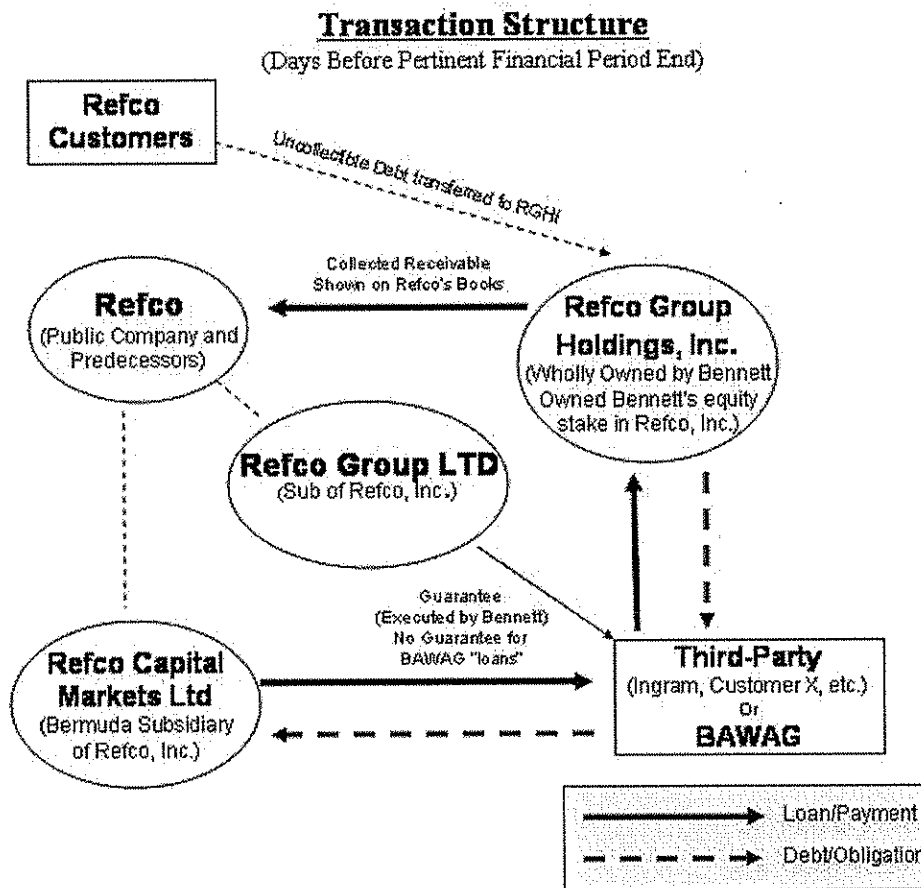 Transaction Structure
(Days Before Pertinent Financial Period End)
Refco
Customers
Uncollectible Debt transferred to RGHI
Collected Receivable
Shown on Refco's Books
Refco
(Public Company and
Predecessors)
Refco Group
Holdings, Inc.
(Wholly Owned by Bennett
Owned Bennett's equity
stake in Refco, Inc.)
Refco Group LTD
(Sub of Refco, Inc.)
Guarantee
(Executed by Bennett)
No Guarantee for
BAWAG "loans"
Refco Capital
Markets Ltd
(Bermuda Subsidiary
of Refco, Inc.)
Third-Party
(Ingram, Customer X, etc.)
Or
BAWAG
Loan/Payment
Debt/Obligation